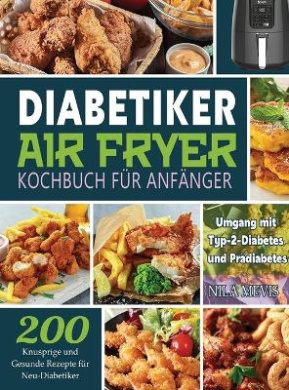 DIABETIKER
AIR FRYER
KOCHBUCH FÜR ANFÄNGER
Umgang mit
Typ-2-Diabetes
und Prädiabetes
NILA MEVIS
200
Knusprige und
Gesunde Rezepte für
Neu-Diabetiker